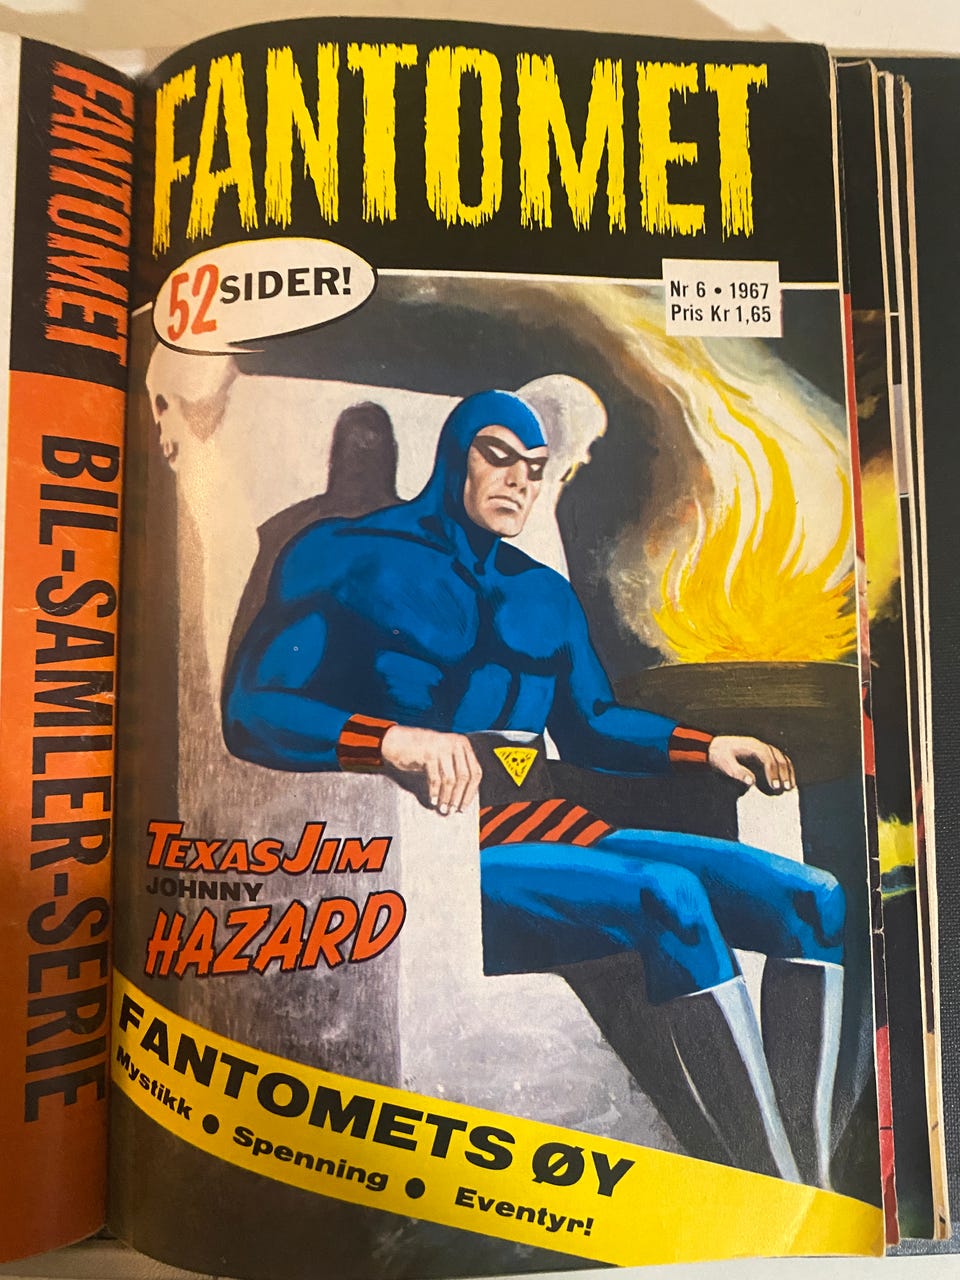 FANTOMET
BIL-SAMLER-SERIE
FANTOMET
52 SIDER!
Nr 6 • 1967
Pris Kr 1,65
TEXAS JIM
JOHNNY
HAZARD
FANTOMETS ØY
Mystikk • Spenning • Eventyr!